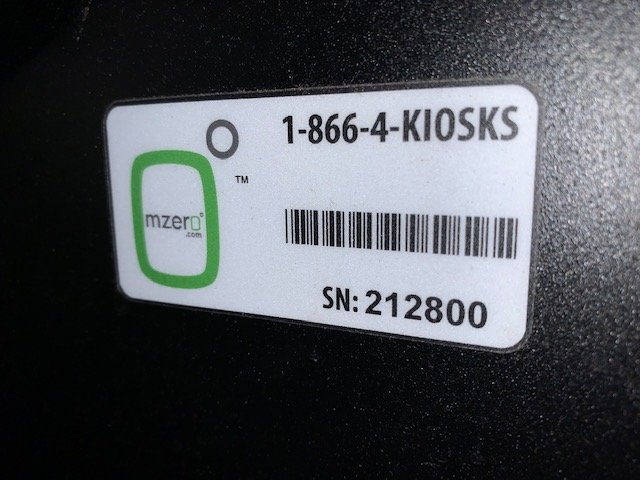 1-866-4-KIOSKS
TM
mzero°
.com
SN: 212800